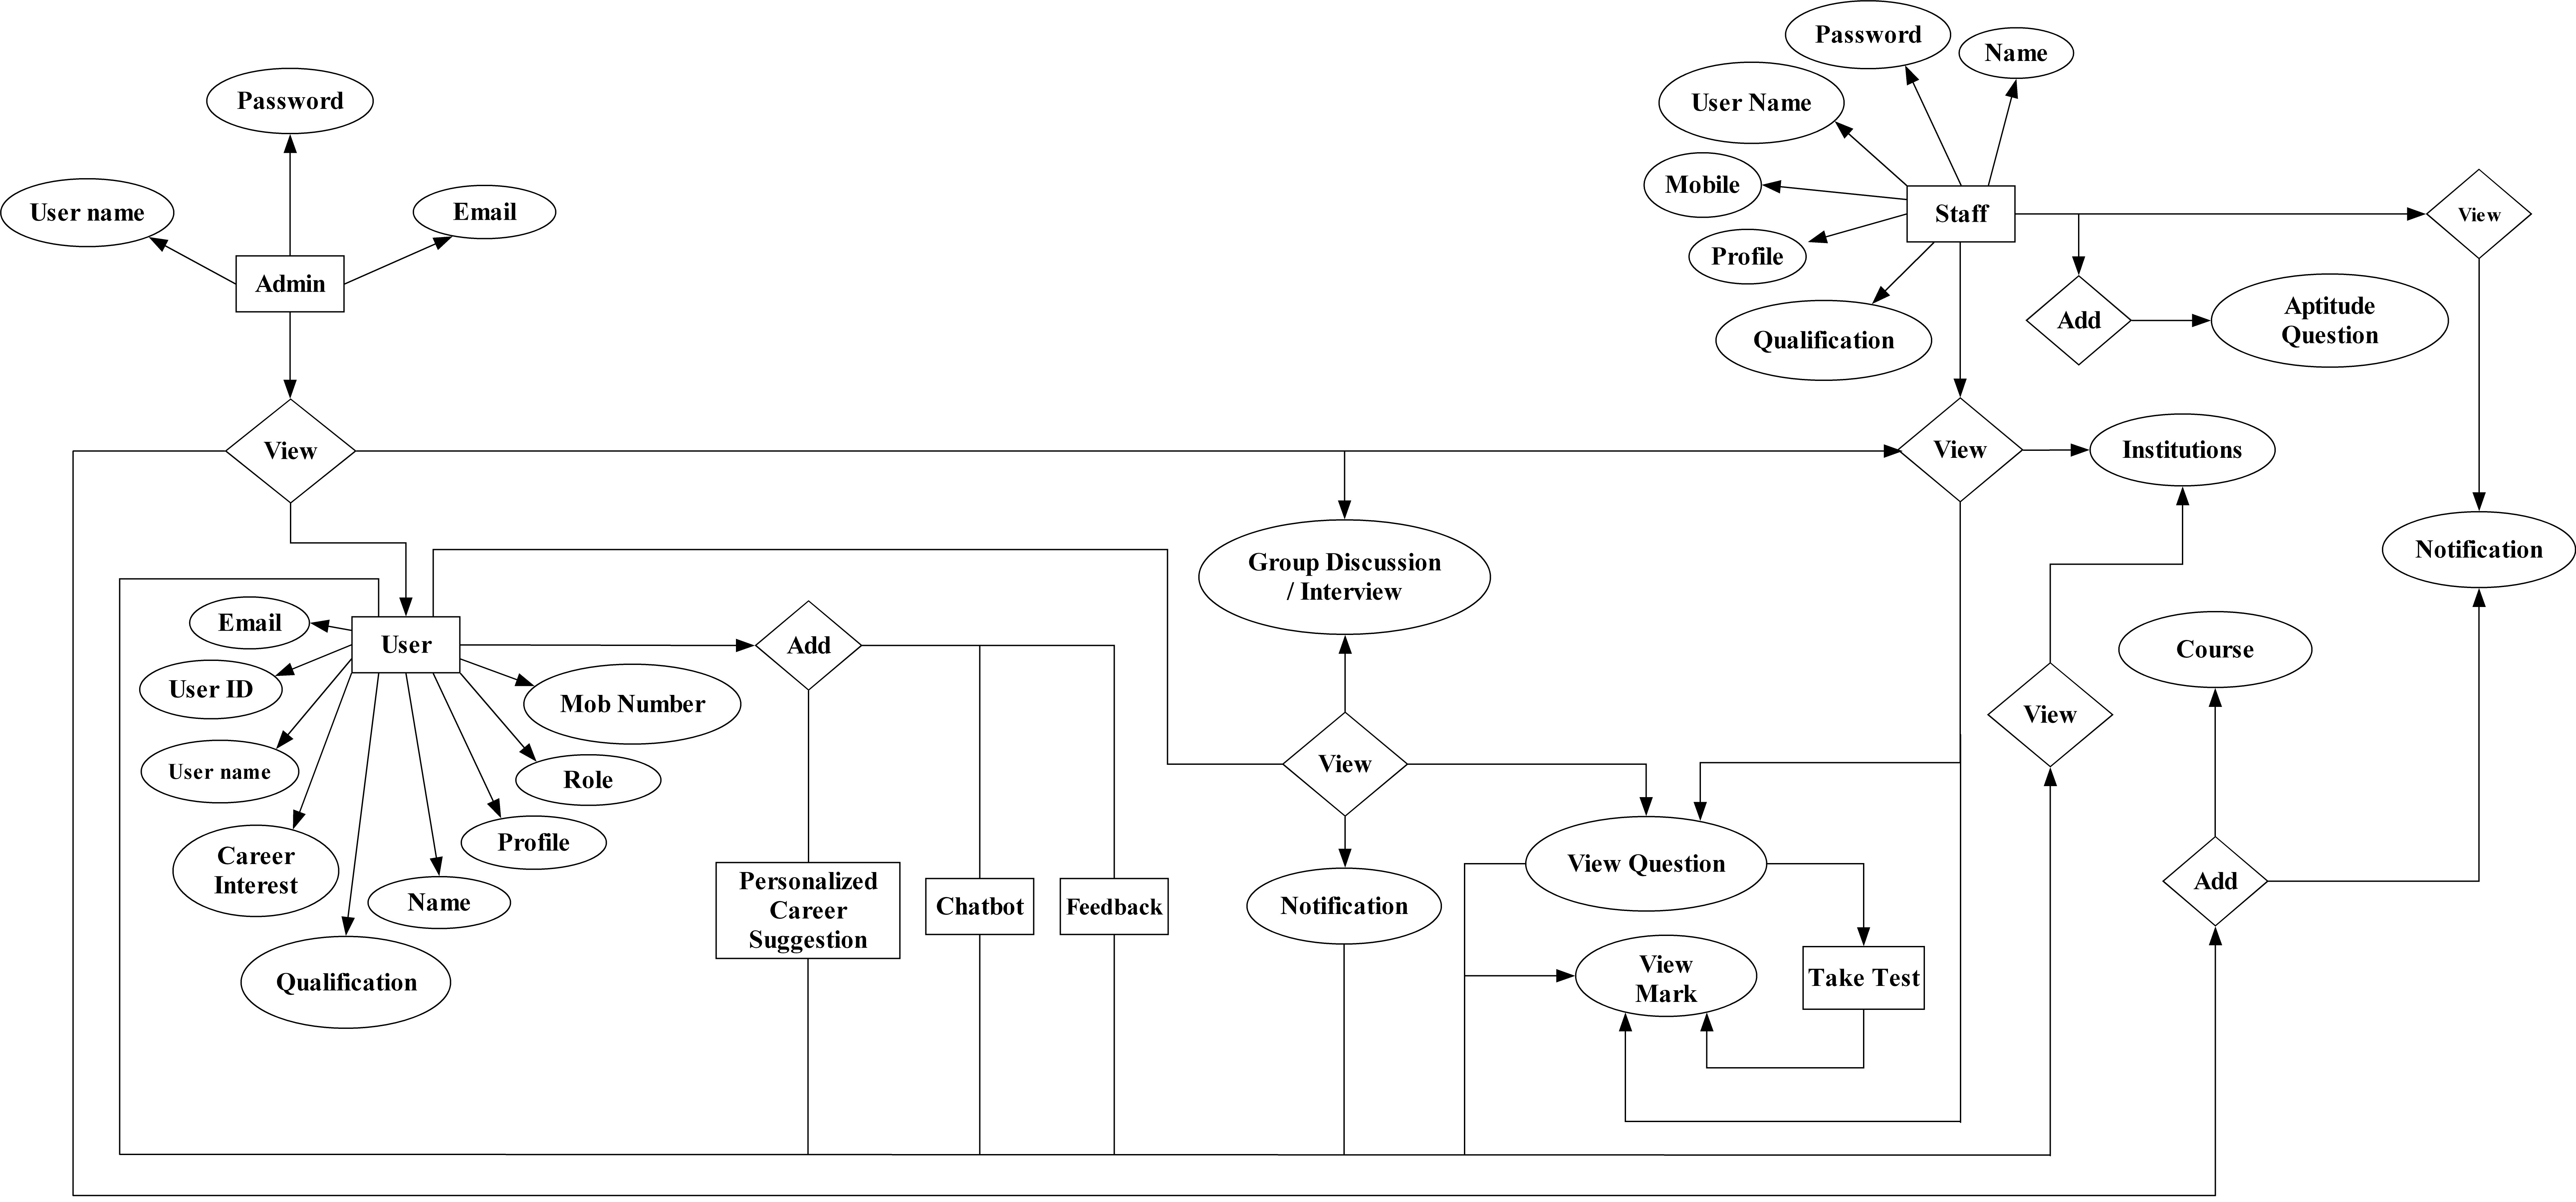 Password
Name
Password
User Name
Mobile
User name
Email
Staff
View
Profile
Admin
Aptitude
Question
Add
Qualification
View
View
Institutions
Notification
Group Discussion
/ Interview
Email
User
Add
Course
User ID
Mob Number
View
User name
Role
View
Profile
View Question
Career
Interest
Personalized
Career
Suggestion
Add
Name
Chatbot
Feedback
Notification
View
Mark
Take Test
Qualification